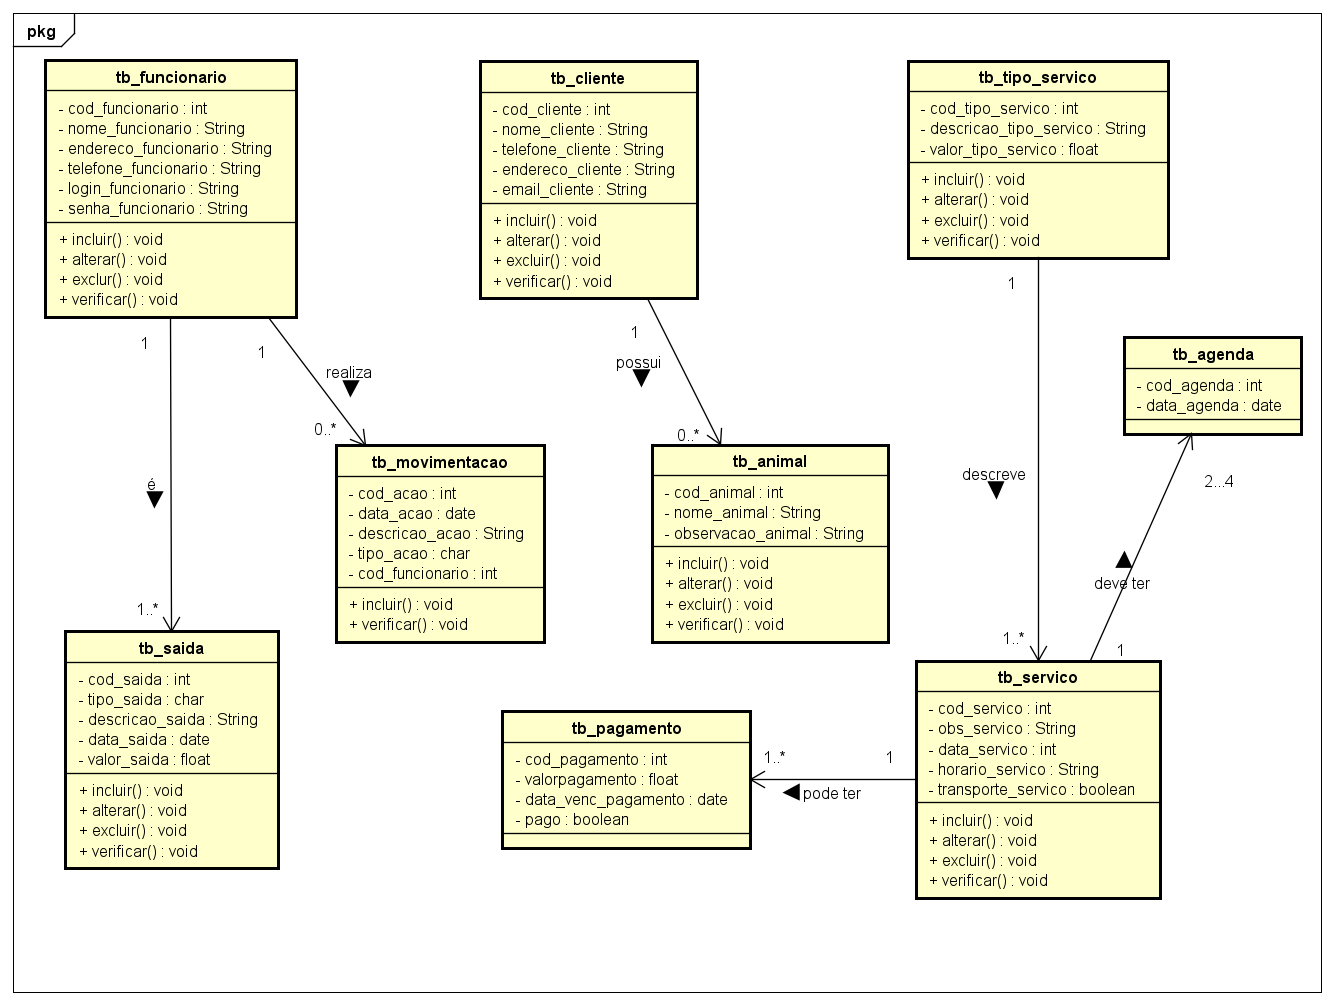 pkg
tb_funcionario
- cod_funcionario : int
- nome_funcionario : String
- endereco_funcionario : String
- telefone_funcionario : String
- login_funcionario : String
- senha_funcionario : String
+ incluir() : void
+ alterar() : void
+ exclur() : void
+ verificar() : void
tb_cliente
- cod_cliente : int
- nome_cliente : String
- telefone_cliente : String
- endereco_cliente : String
- email_cliente : String
+ incluir() : void
+ alterar() : void
+ excluir() : void
+ verificar() : void
tb_tipo_servico
- cod_tipo_servico : int
- descricao_tipo_servico : String
- valor_tipo_servico : float
+ incluir() : void
+ alterar() : void
+ excluir() : void
+ verificar() : void
1
1
realiza
0..*
1
possui
0..*
1
descreve
1..*
tb_agenda
- cod_agenda : int
- data_agenda : date
2...4
deve ter
1
é
1..*
tb_movimentacao
- cod_acao : int
- data_acao : date
- descricao_acao : String
- tipo_acao : char
- cod_funcionario : int
+ incluir() : void
+ verificar() : void
tb_animal
- cod_animal : int
- nome_animal : String
- observacao_animal : String
+ incluir() : void
+ alterar() : void
+ excluir() : void
+ verificar() : void
tb_saida
- cod_saida : int
- tipo_saida : char
- descricao_saida : String
- data_saida : date
- valor_saida : float
+ incluir() : void
+ alterar() : void
+ excluir() : void
+ verificar() : void
tb_pagamento
- cod_pagamento : int
- valorpagamento : float
- data_venc_pagamento : date
- pago : boolean
1..*
1
pode ter
tb_servico
- cod_servico : int
- obs_servico : String
- data_servico : int
- horario_servico : String
- transporte_servico : boolean
+ incluir() : void
+ alterar() : void
+ excluir() : void
+ verificar() : void